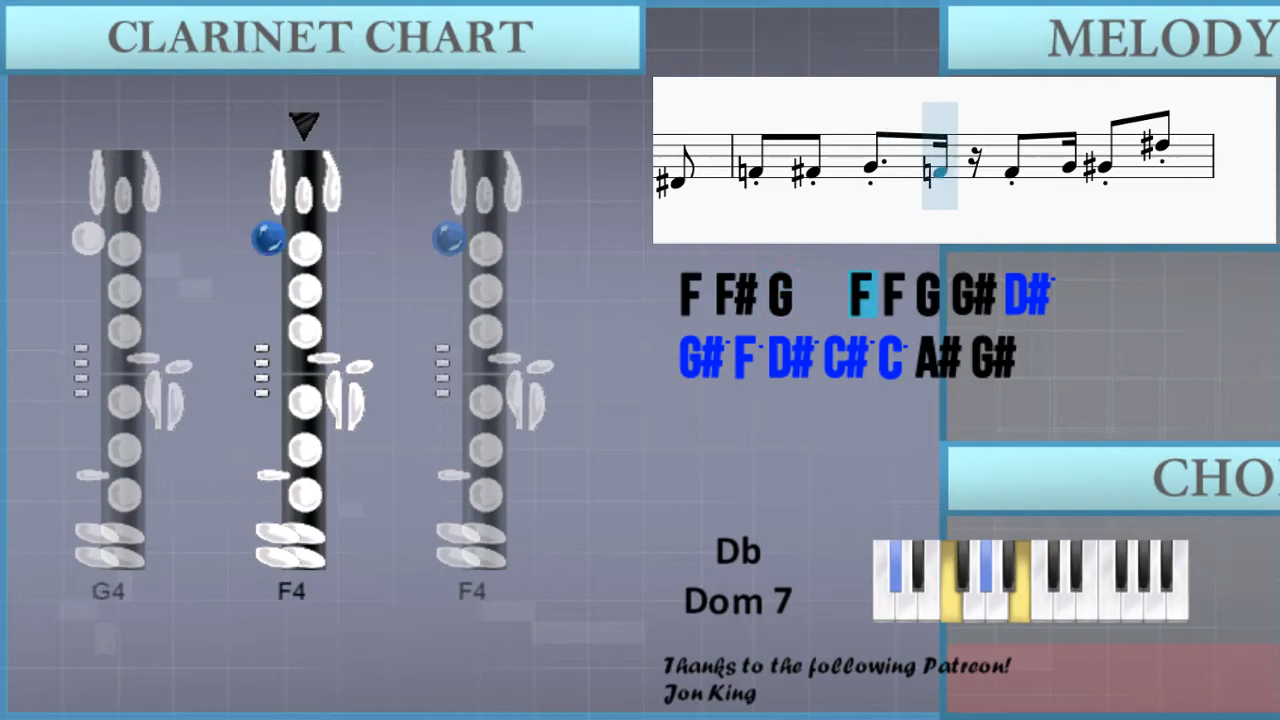 CLARINET CHART
MELODY
F F# G F F G G# D#
G# F D# C# C A# G#
G4 F4 F4
Db
Dom 7
CHO
Thanks to the following Patreon!
Jon King